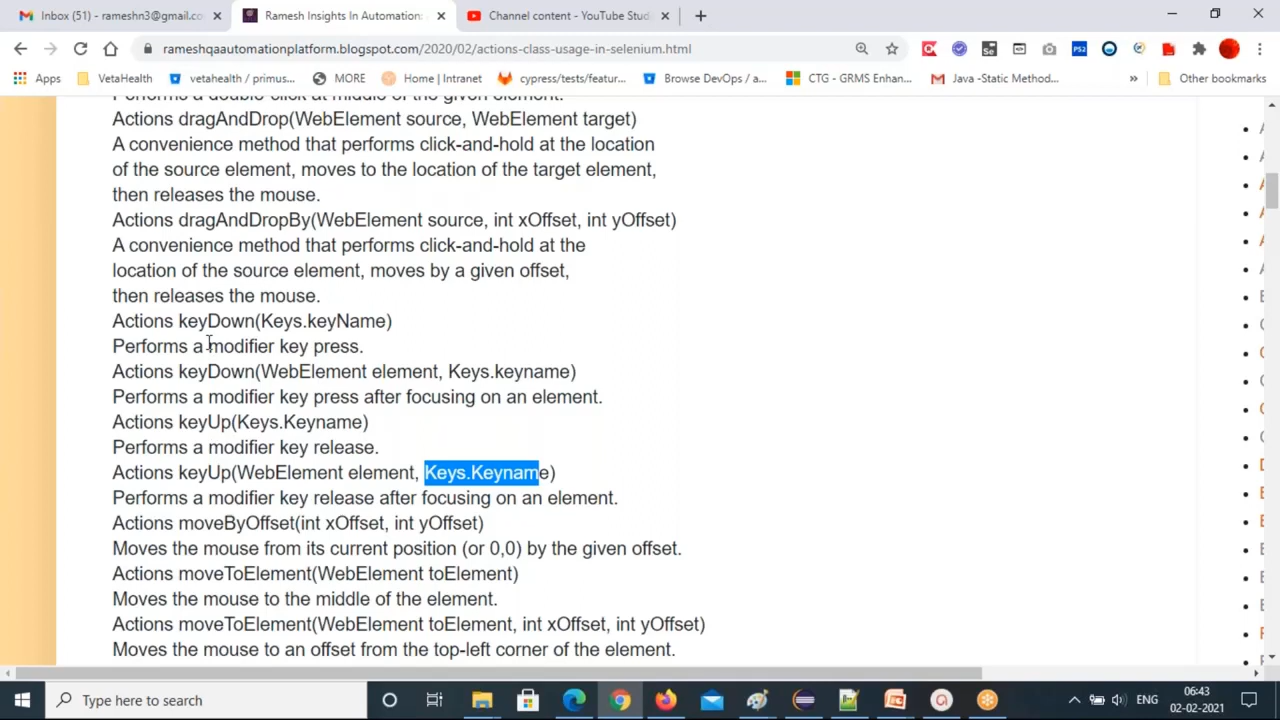 Inbox (51) - rameshn3@gmail.co
Ramesh Insights In Automation:
Channel content - YouTube Stud
rameshqaautomationplatform.blogspot.com/2020/02/actions-class-usage-in-selenium.html
Apps
VetaHealth
vetahealth / primus...
MORE
Home | Intranet
cypress/tests/featur...
Browse DevOps / a...
CTG - GRMS Enhan...
Java -Static Method...
»
Other bookmarks
Performs a double-click at middle of the given element.
Actions dragAndDrop(WebElement source, WebElement target)
A convenience method that performs click-and-hold at the location
of the source element, moves to the location of the target element,
then releases the mouse.
Actions dragAndDropBy(WebElement source, int xOffset, int yOffset)
A convenience method that performs click-and-hold at the
location of the source element, moves by a given offset,
then releases the mouse.
Actions keyDown(Keys.keyName)
Performs a modifier key press.
Actions keyDown(WebElement element, Keys.keyname)
Performs a modifier key press after focusing on an element.
Actions keyUp(Keys.Keyname)
Performs a modifier key release.
Actions keyUp(WebElement element, Keys.Keyname)
Performs a modifier key release after focusing on an element.
Actions moveByOffset(int xOffset, int yOffset)
Moves the mouse from its current position (or 0,0) by the given offset.
Actions moveToElement(WebElement toElement)
Moves the mouse to the middle of the element.
Actions moveToElement(WebElement toElement, int xOffset, int yOffset)
Moves the mouse to an offset from the top-left corner of the element.
Type here to search
ENG
06:43
02-02-2021